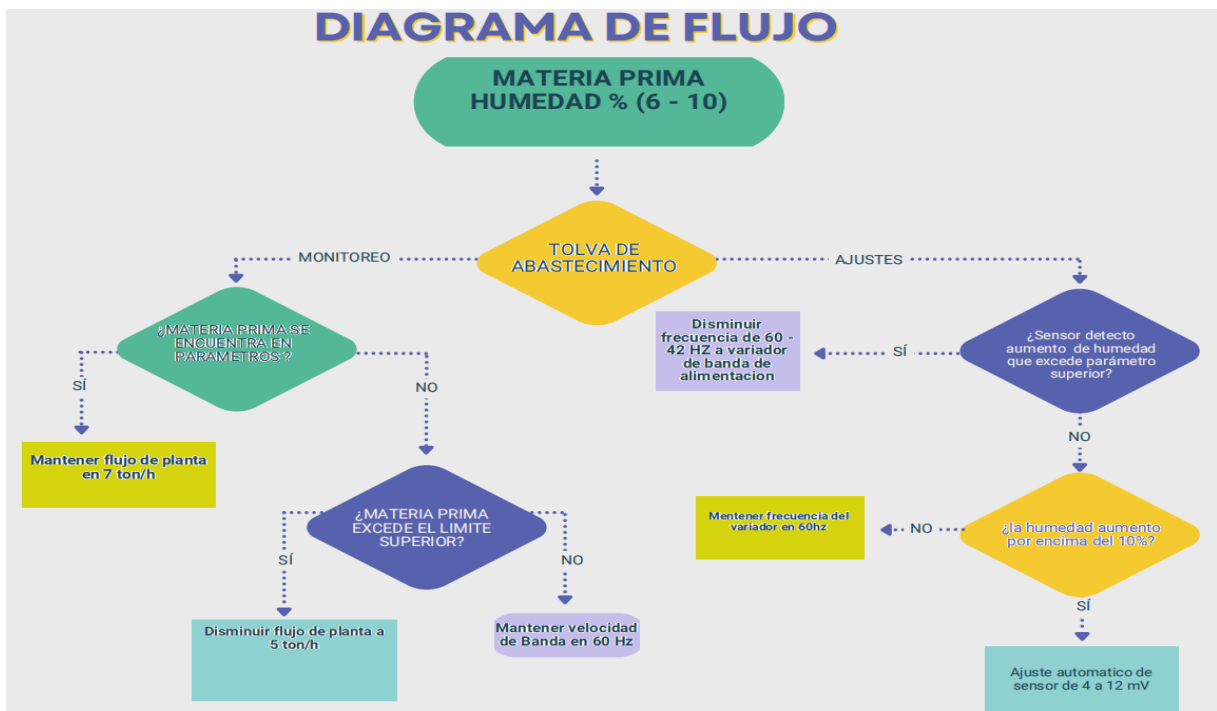 DIAGRAMA DE FLUJO
MATERIA PRIMA
HUMEDAD % (6 - 10)
TOLVA DE
ABASTECIMIENTO
MONITOREO
AJUSTES
¿MATERIA PRIMA SE
ENCUENTRA EN
PARAMETROS ?
Disminuir
frecuencia de 60 -
42 HZ a variador
de banda de
alimentacion
SÍ
¿Sensor detecto
aumento de humedad
que excede parámetro
superior?
SÍ
NO
NO
Mantener flujo de planta
en 7 ton/h
¿MATERIA PRIMA
EXCEDE EL LIMITE
SUPERIOR?
Mentener frecuencia del
variador en 60hz
NO
¿la humedad aumento
por encima del 10%?
SÍ
NO
SÍ
Disminuir flujo de planta a
5 ton/h
Mantener velocidad
de Banda en 60 Hz
Ajuste automatico de
sensor de 4 a 12 mV